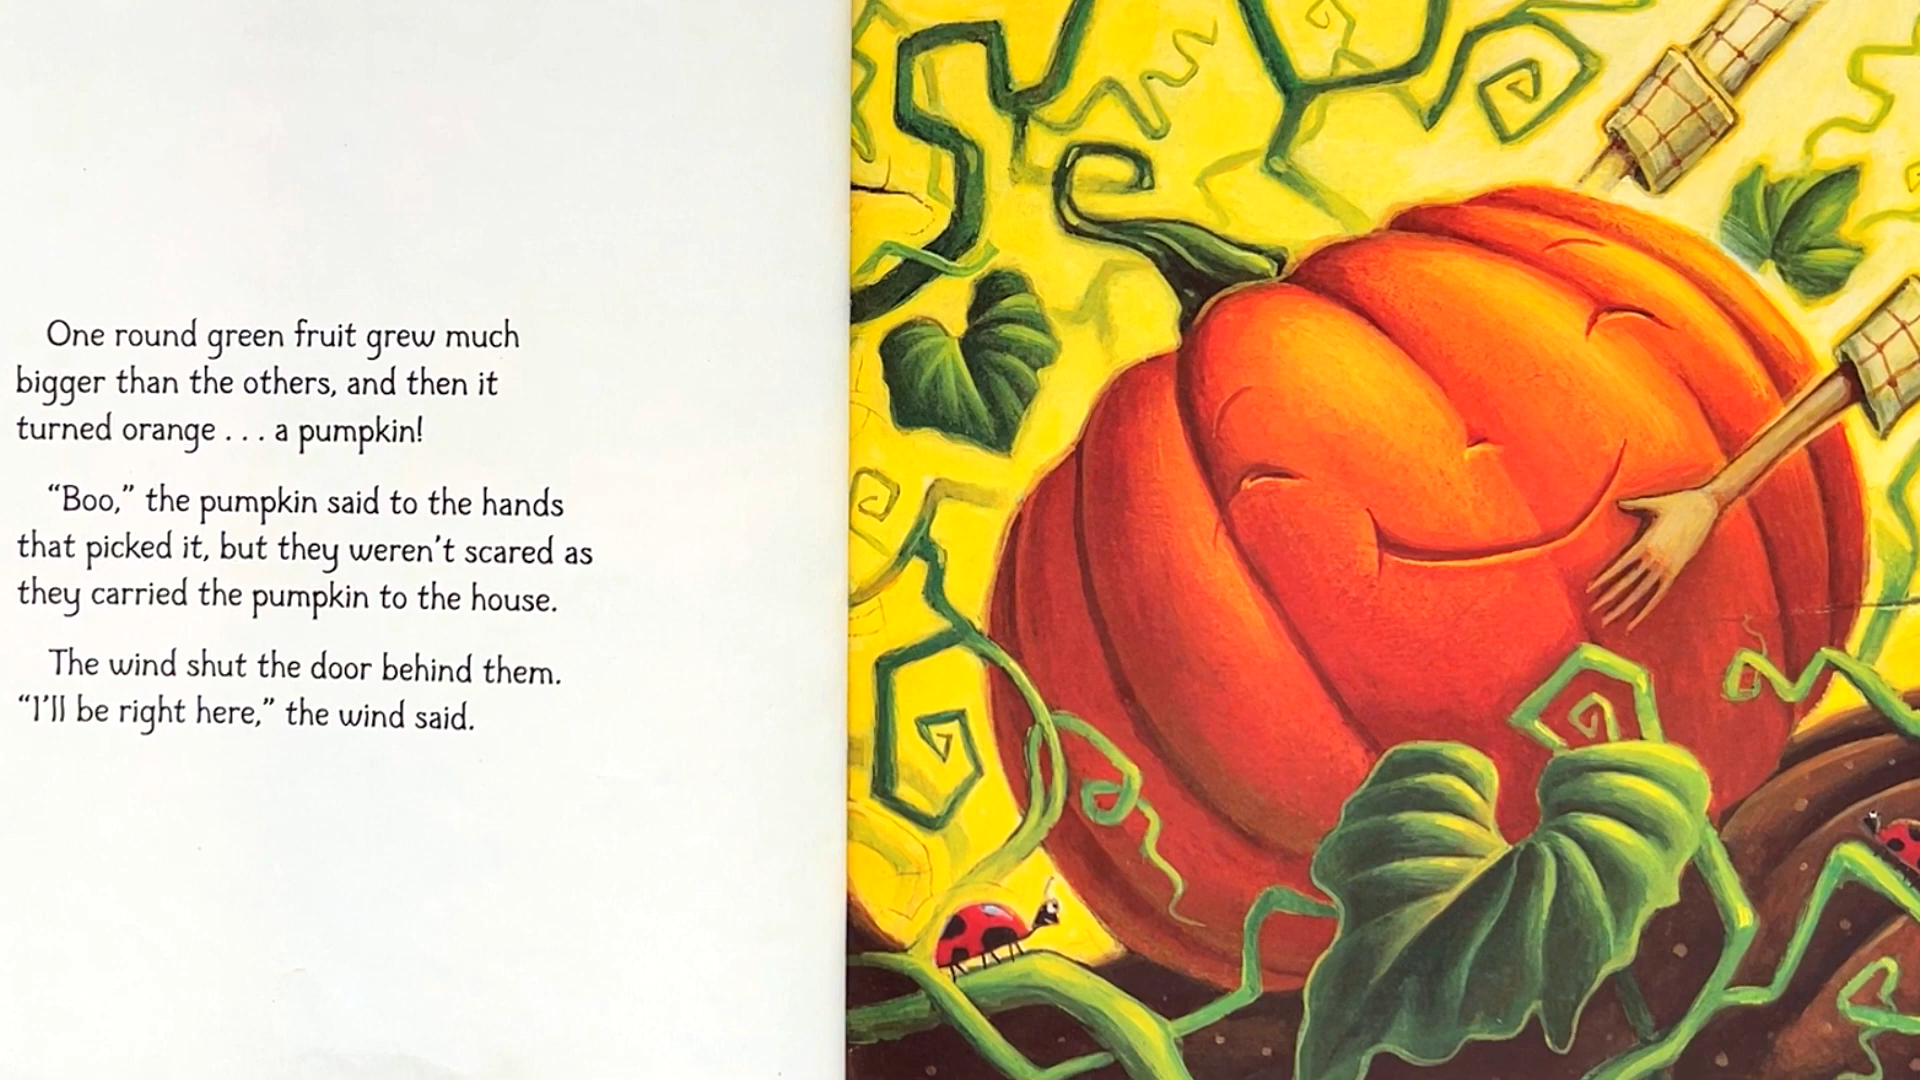 One round green fruit grew much
bigger than the others, and then it
turned orange . . . a pumpkin!
“Boo,” the pumpkin said to the hands
that picked it, but they weren’t scared as
they carried the pumpkin to the house.
The wind shut the door behind them.
“I’ll be right here,” the wind said.